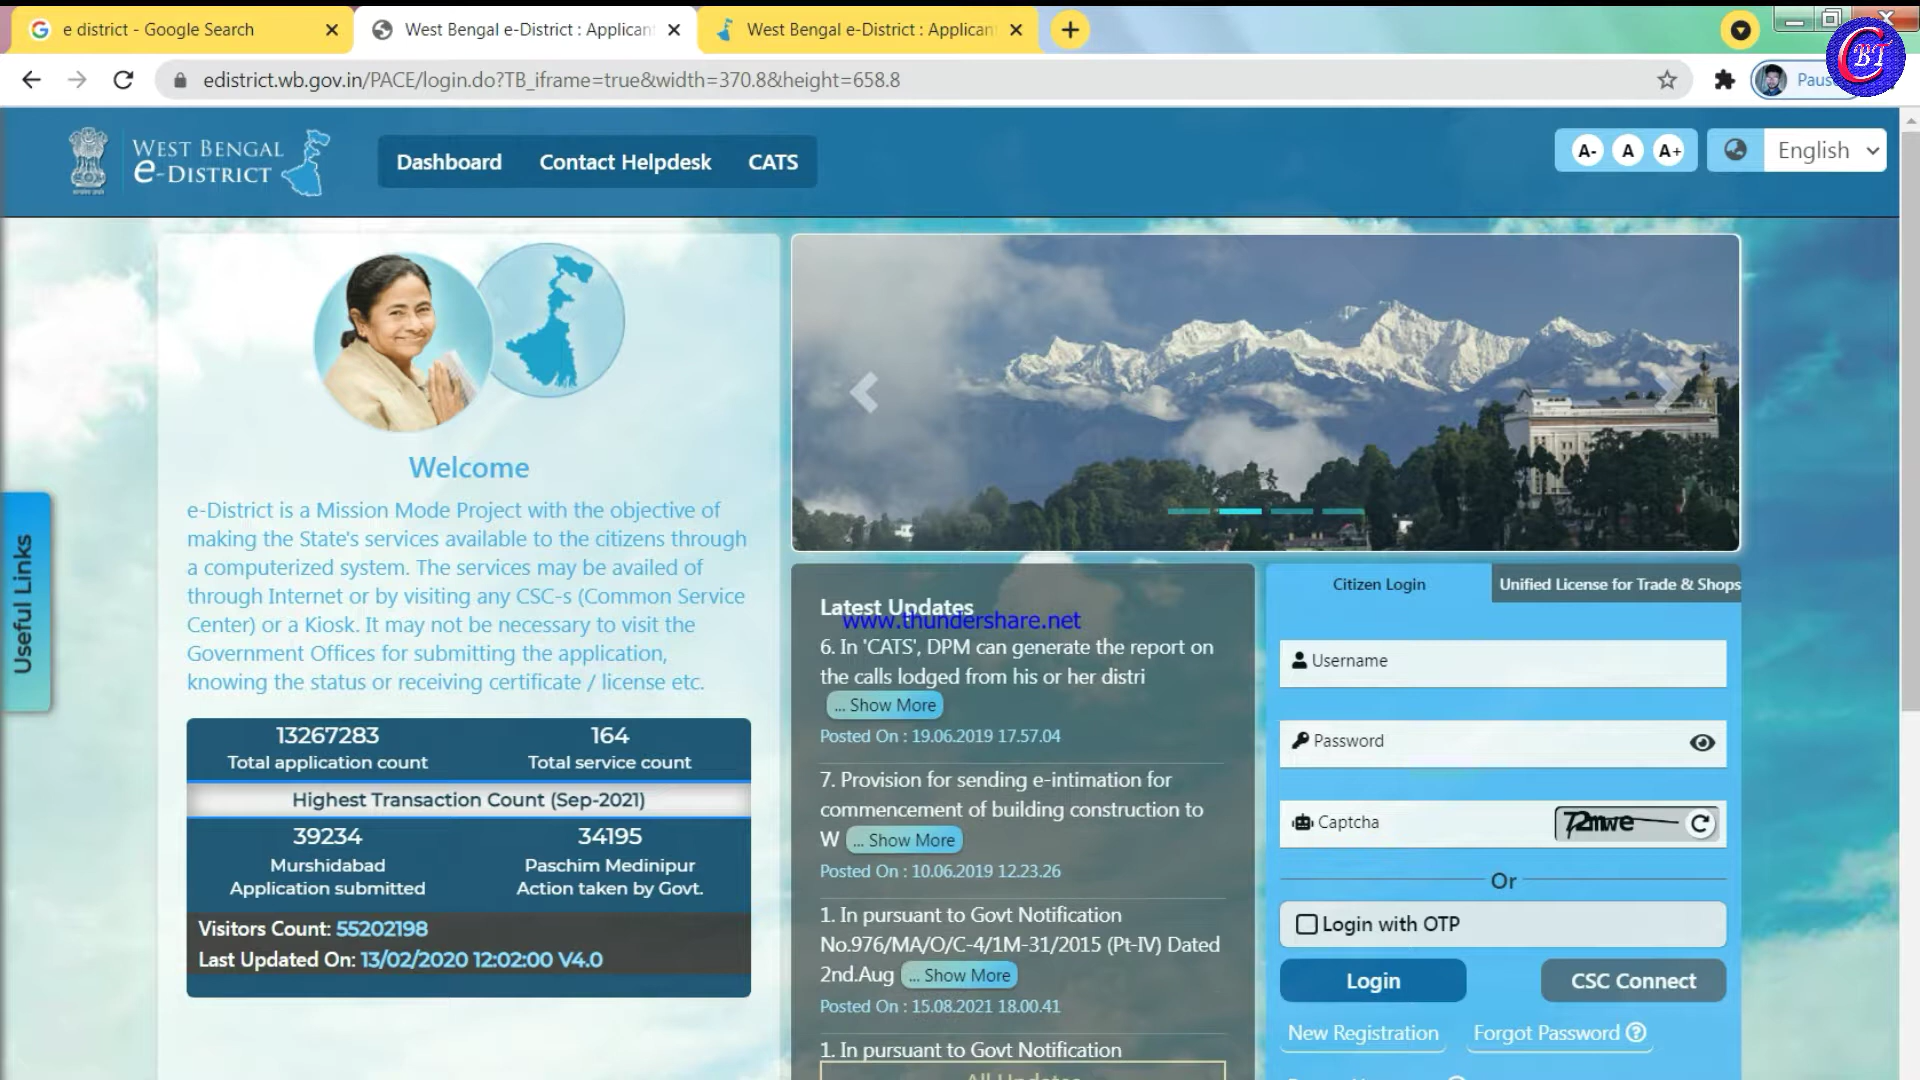 e district - Google Search
West Bengal e-District : Applican
West Bengal e-District : Applican
CBT
edistrict.wb.gov.in/PACE/login.do?TB_iframe=true&width=370.8&height=658.8
Paus
WEST BENGAL
e-DISTRICT
Dashboard
Contact Helpdesk
CATS
A-
A
A+
English
Useful Links
Welcome
e-District is a Mission Mode Project with the objective of
making the State's services available to the citizens through
a computerized system. The services may be availed of
through Internet or by visiting any CSC-s (Common Service
Center) or a Kiosk. It may not be necessary to visit the
Government Offices for submitting the application,
knowing the status or receiving certificate / license etc.
13267283
Total application count
164
Total service count
Highest Transaction Count (Sep-2021)
39234
Murshidabad
Application submitted
34195
Paschim Medinipur
Action taken by Govt.
Visitors Count: 55202198
Last Updated On: 13/02/2020 12:02:00 V4.0
Latest Updates
www.thundershare.net
6. In 'CATS', DPM can generate the report on
the calls lodged from his or her distri
... Show More
Posted On : 19.06.2019 17.57.04
7. Provision for sending e-intimation for
commencement of building construction to
W ... Show More
Posted On : 10.06.2019 12.23.26
1. In pursuant to Govt Notification
No.976/MA/O/C-4/1M-31/2015 (Pt-IV) Dated
2nd.Aug ... Show More
Posted On : 15.08.2021 18.00.41
1. In pursuant to Govt Notification
All Updates
Citizen Login
Unified License for Trade & Shops
Username
Password
Captcha
72mwe
Or
Login with OTP
Login
CSC Connect
New Registration
Forgot Password